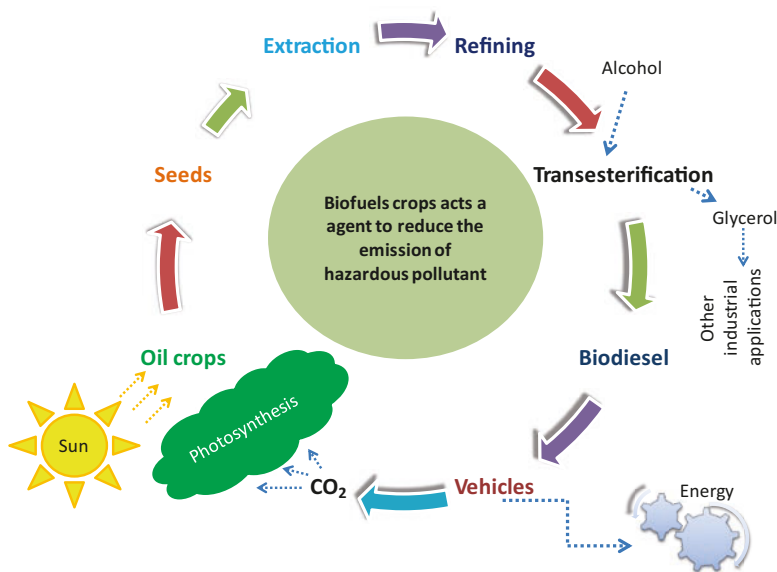 Extraction
Refining
Alcohol
Seeds
Transesterification
Biofuels crops acts a
agent to reduce the
emission of
hazardous pollutant
Glycerol
Other
industrial
applications
Oil crops
Biodiesel
Photosynthesis
Sun
CO₂
Vehicles
Energy